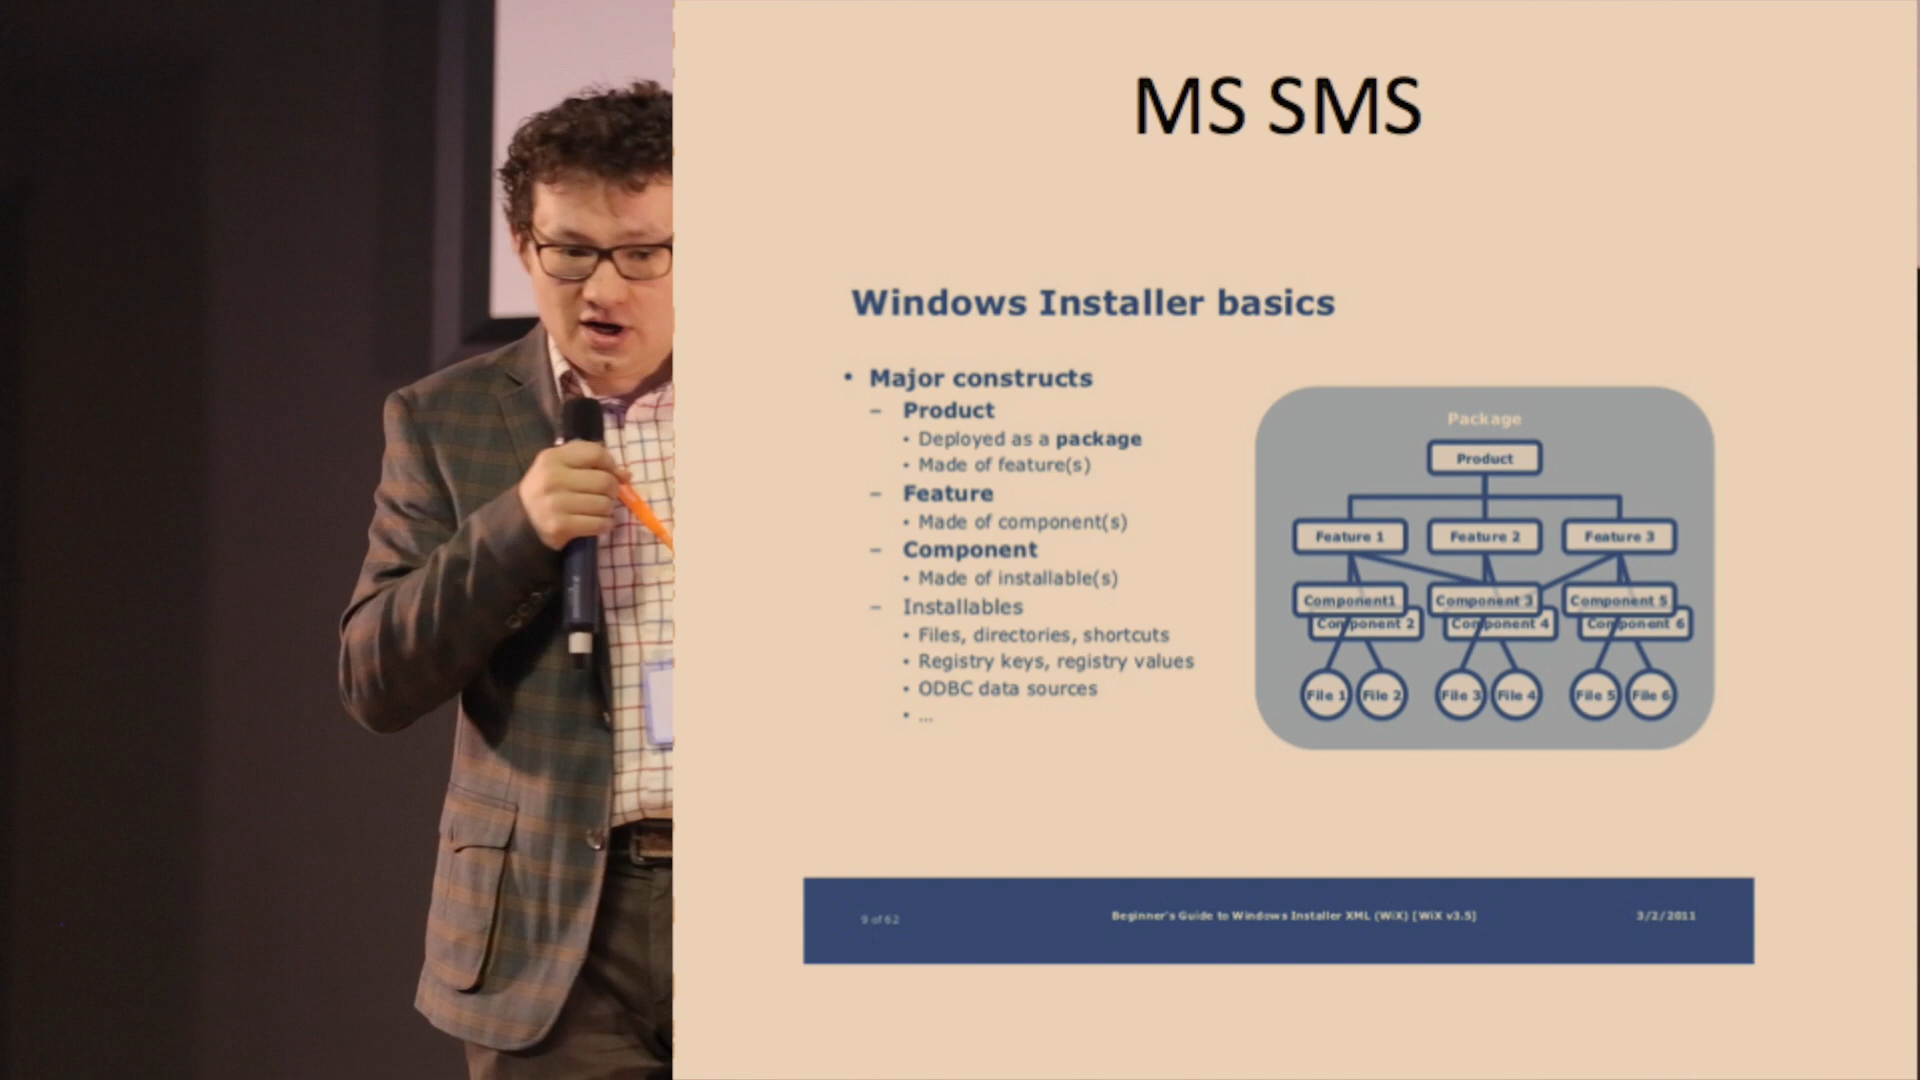 MS SMS
Windows Installer basics
• Major constructs
– Product
• Deployed as a package
• Made of feature(s)
– Feature
• Made of component(s)
– Component
• Made of installable(s)
– Installables
• Files, directories, shortcuts
• Registry keys, registry values
• ODBC data sources
• ...
Package
Product
Feature 1 Feature 2 Feature 3
Component1 Component 3 Component 5
Component 2 Component 4 Component 6
File 1 File 2 File 3 File 4 File 5 File 6
9 of 62 Beginner's Guide to Windows Installer XML (WiX) [WiX v3.5] 3/2/2011